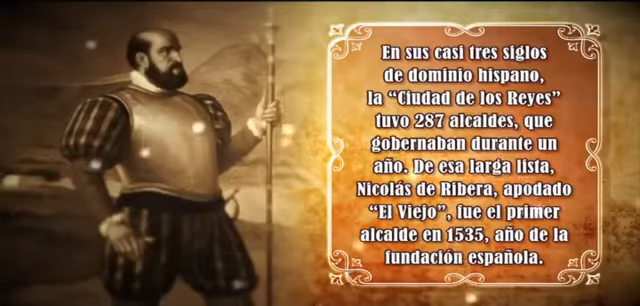 En sus casi tres siglos
de dominio hispano,
la “Ciudad de los Reyes”
tuvo 287 alcaldes, que
gobernaban durante un
año. De esa larga lista,
Nicolás de Ribera, apodado
“El Viejo”, fue el primer
alcalde en 1535, año de la
fundación española.